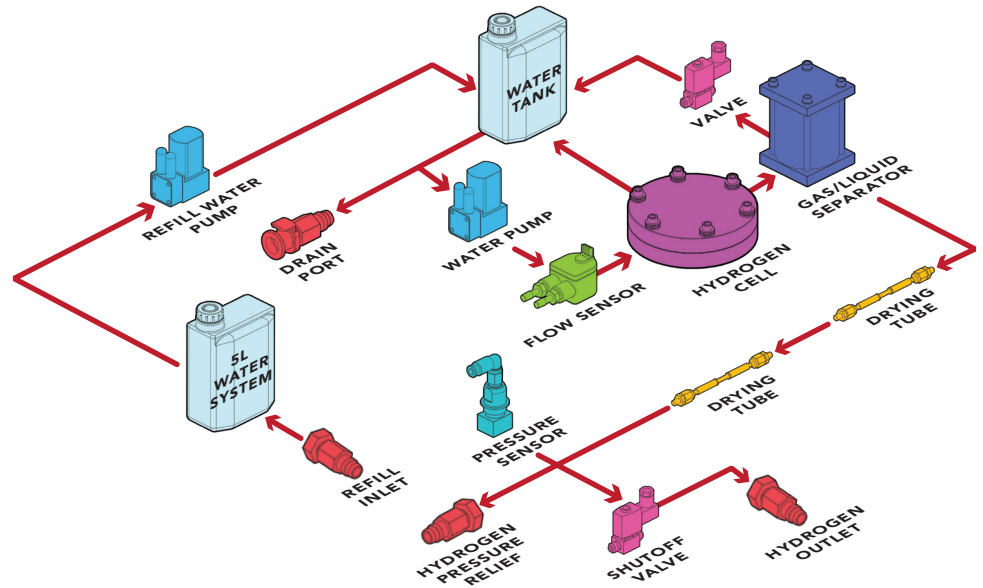 WATER
TANK
VALVE
GAS/LIQUID
SEPARATOR
REFILL WATER
PUMP
DRAIN
PORT
WATER PUMP
HYDROGEN
CELL
FLOW SENSOR
DRYING
TUBE
5L
WATER
SYSTEM
DRYING
TUBE
PRESSURE
SENSOR
REFILL
INLET
HYDROGEN
PRESSURE
RELIEF
SHUTOFF
VALVE
HYDROGEN
OUTLET